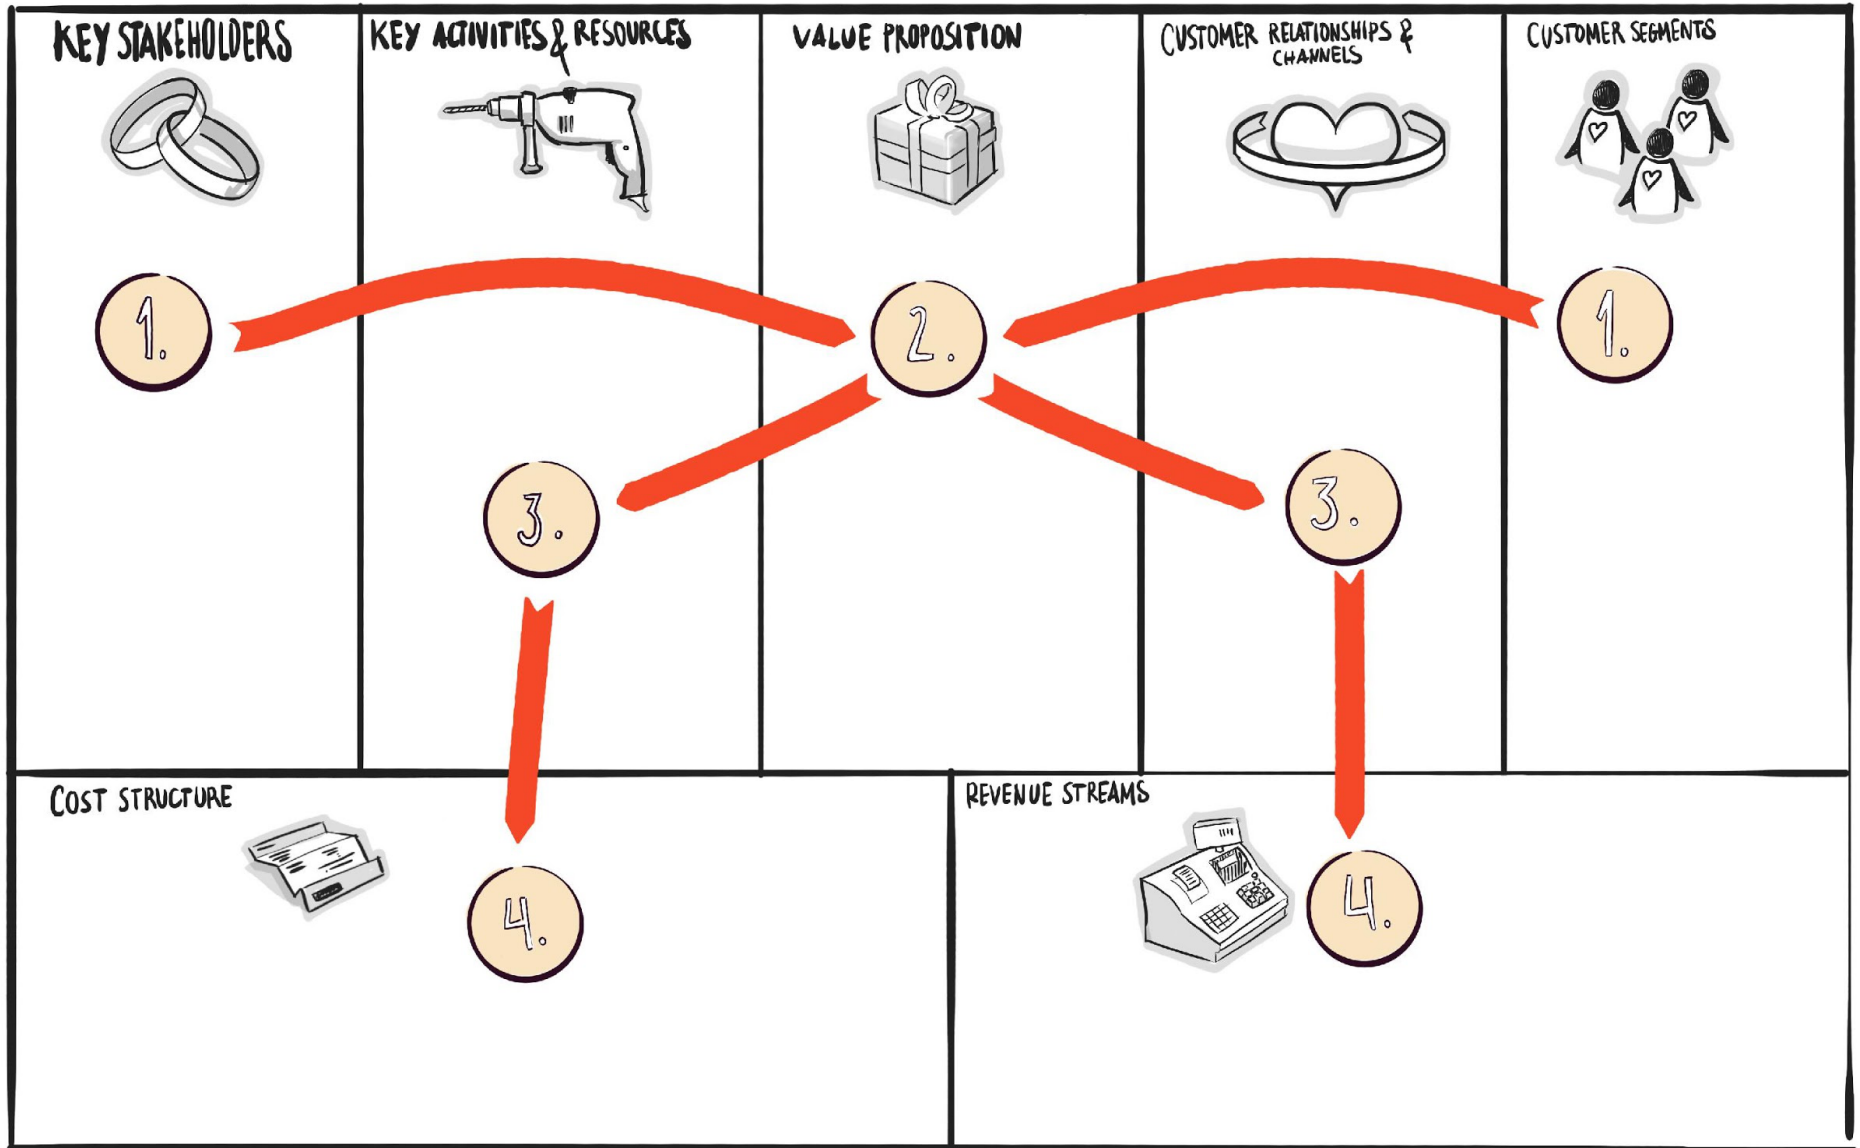 KEY STAKEHOLDERS
KEY ACTIVITIES & RESOURCES
VALUE PROPOSITION
CUSTOMER RELATIONSHIPS &
CHANNELS
CUSTOMER SEGMENTS
1.
2.
1.
3.
3.
COST STRUCTURE
REVENUE STREAMS
4.
4.